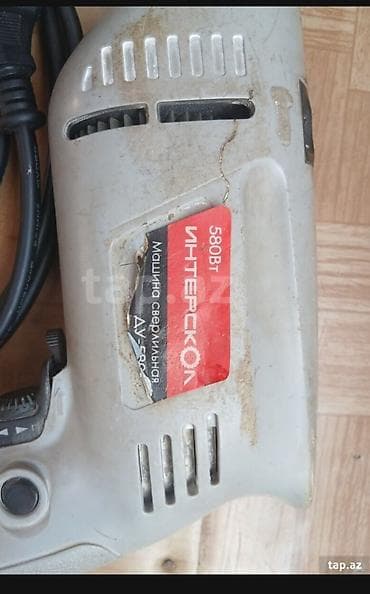 580Вт
ИНТЕРСКОЛ
Машина сверлильная
tap.az
tap.az